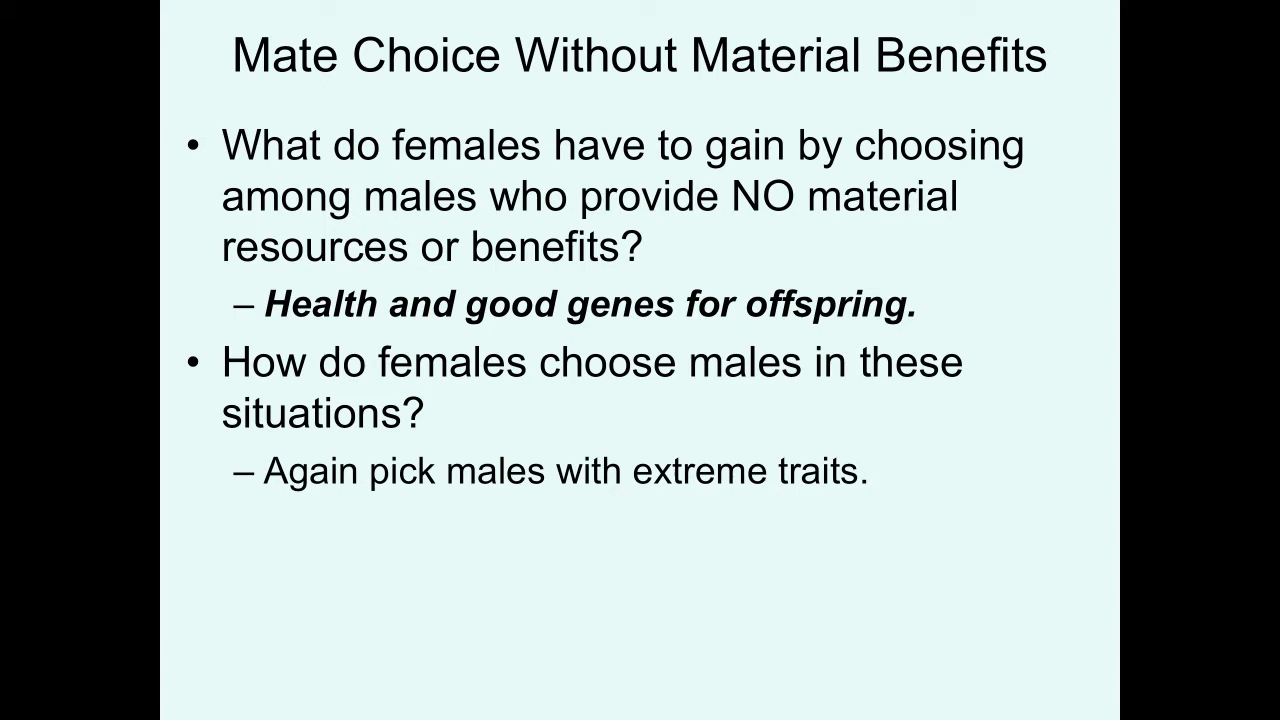 Mate Choice Without Material Benefits
• What do females have to gain by choosing
among males who provide NO material
resources or benefits?
– Health and good genes for offspring.
• How do females choose males in these
situations?
– Again pick males with extreme traits.